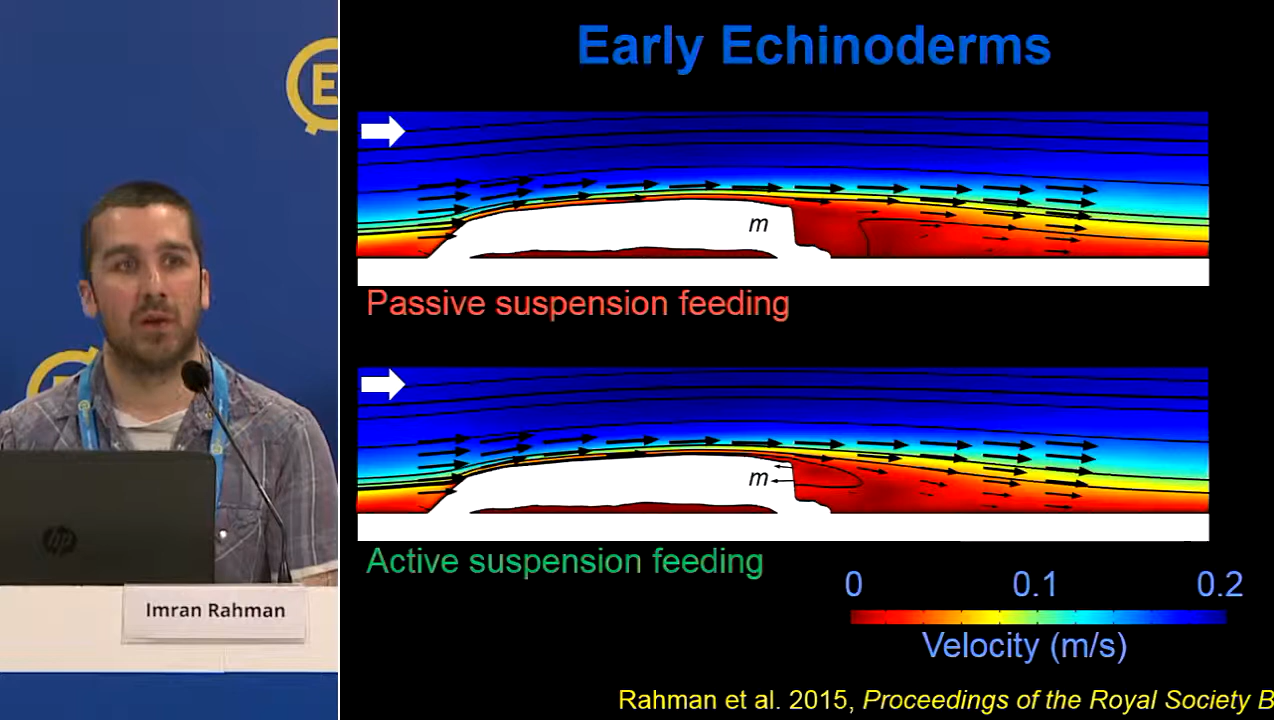 Early Echinoderms
m
Passive suspension feeding
m
Active suspension feeding
0 0.1 0.2
Velocity (m/s)
Rahman et al. 2015, Proceedings of the Royal Society B
Imran Rahman
hp
E